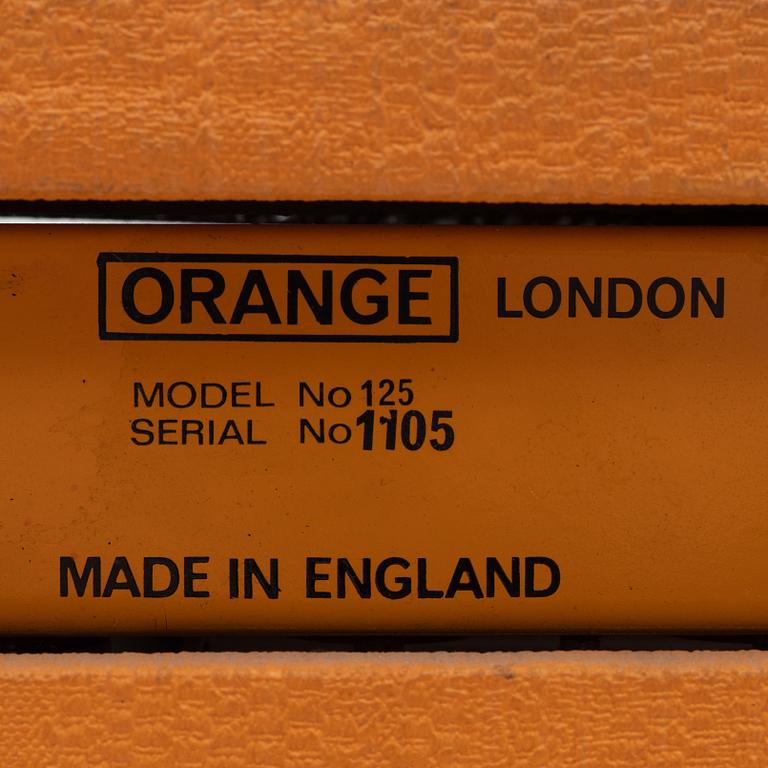 ORANGE LONDON
MODEL No 125
SERIAL No 1105
MADE IN ENGLAND